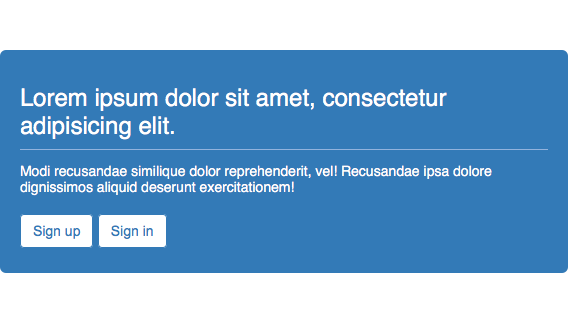 Lorem ipsum dolor sit amet, consectetur
adipisicing elit.
Modi recusandae similique dolor reprehenderit, vel! Recusandae ipsa dolore
dignissimos aliquid deserunt exercitationem!
Sign up Sign in